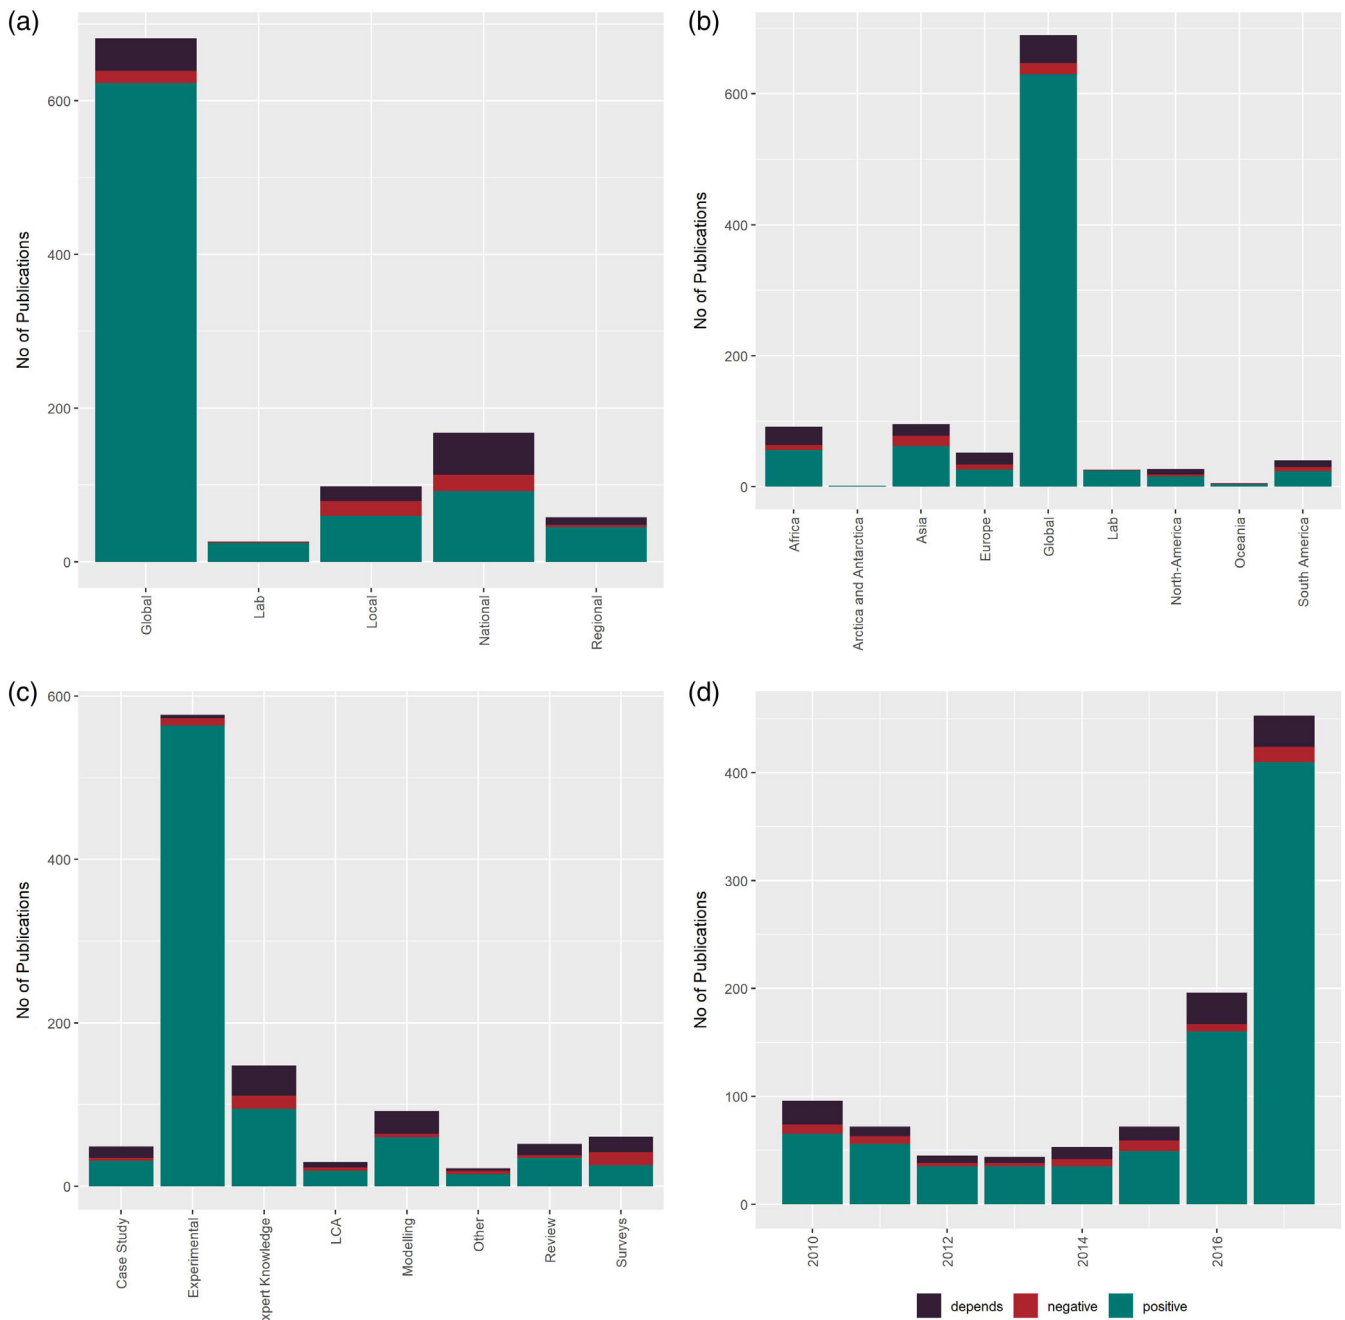 (a)
No of Publications
600
400
200
0
Global
Lab
Local
National
Regional
(b)
No of Publications
600
400
200
0
Africa
Arctica and Antarctica
Asia
Europe
Global
Lab
North-America
Oceania
South America
(c)
No of Publications
600
400
200
0
Case Study
Experimental
xpert Knowledge
LCA
Modelling
Other
Review
Surveys
(d)
No of Publications
400
300
200
100
0
2010
2012
2014
2016
depends
negative
positive